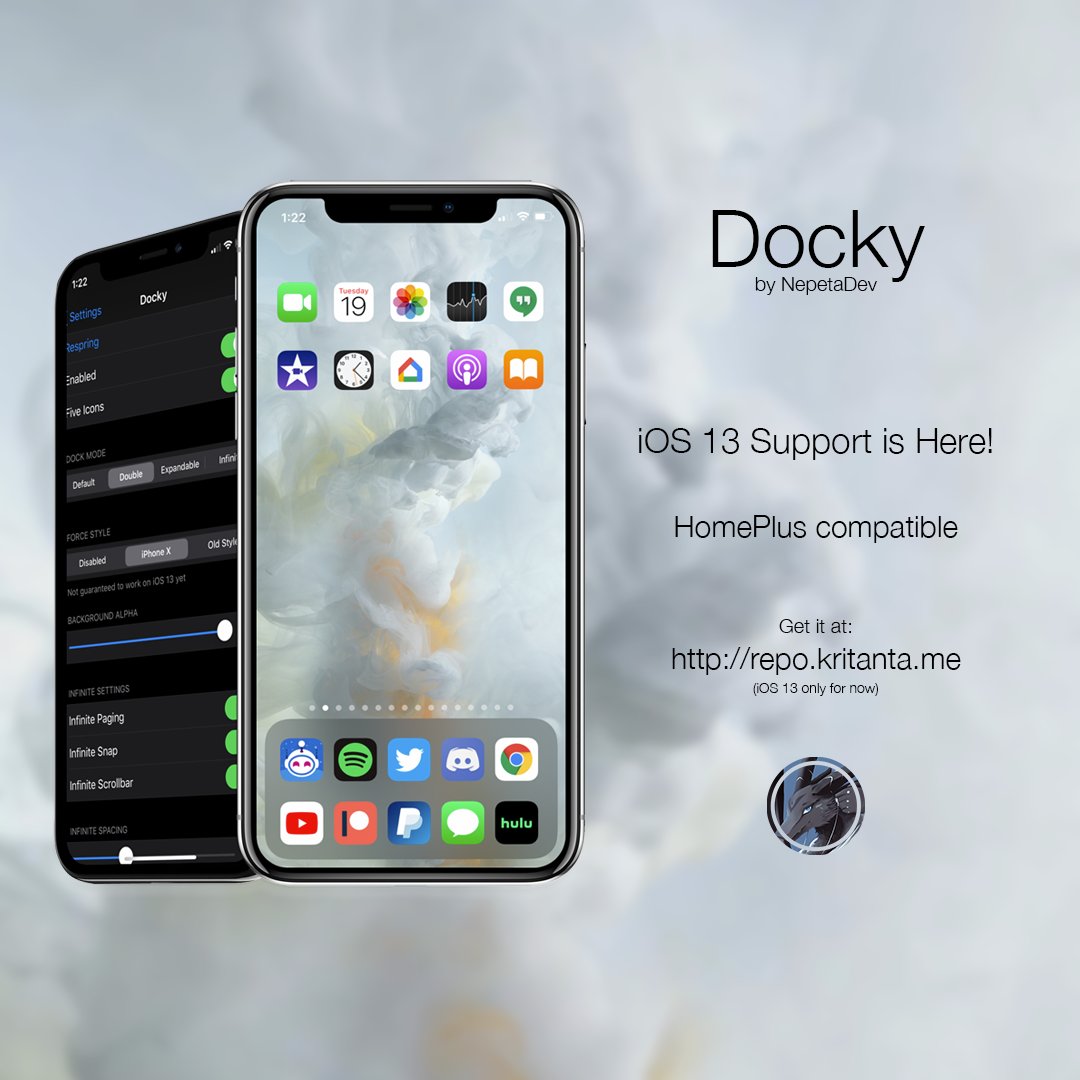 Docky
by NepetaDev
iOS 13 Support is Here!
HomePlus compatible
Get it at:
http://repo.kritanta.me
(iOS 13 only for now)
1:22
Docky
Settings
Respring
Enabled
Five Icons
DOCK MODE
Default Double Expandable
FORCE STYLE
Disabled iPhone X Old Style
Not guaranteed to work on iOS 13 yet
BACKGROUND ALPHA
INFINITE SETTINGS
Infinite Paging
Infinite Snap
Infinite Scrollbar
INFINITE SPACING
1:22
Tuesday
19
hulu